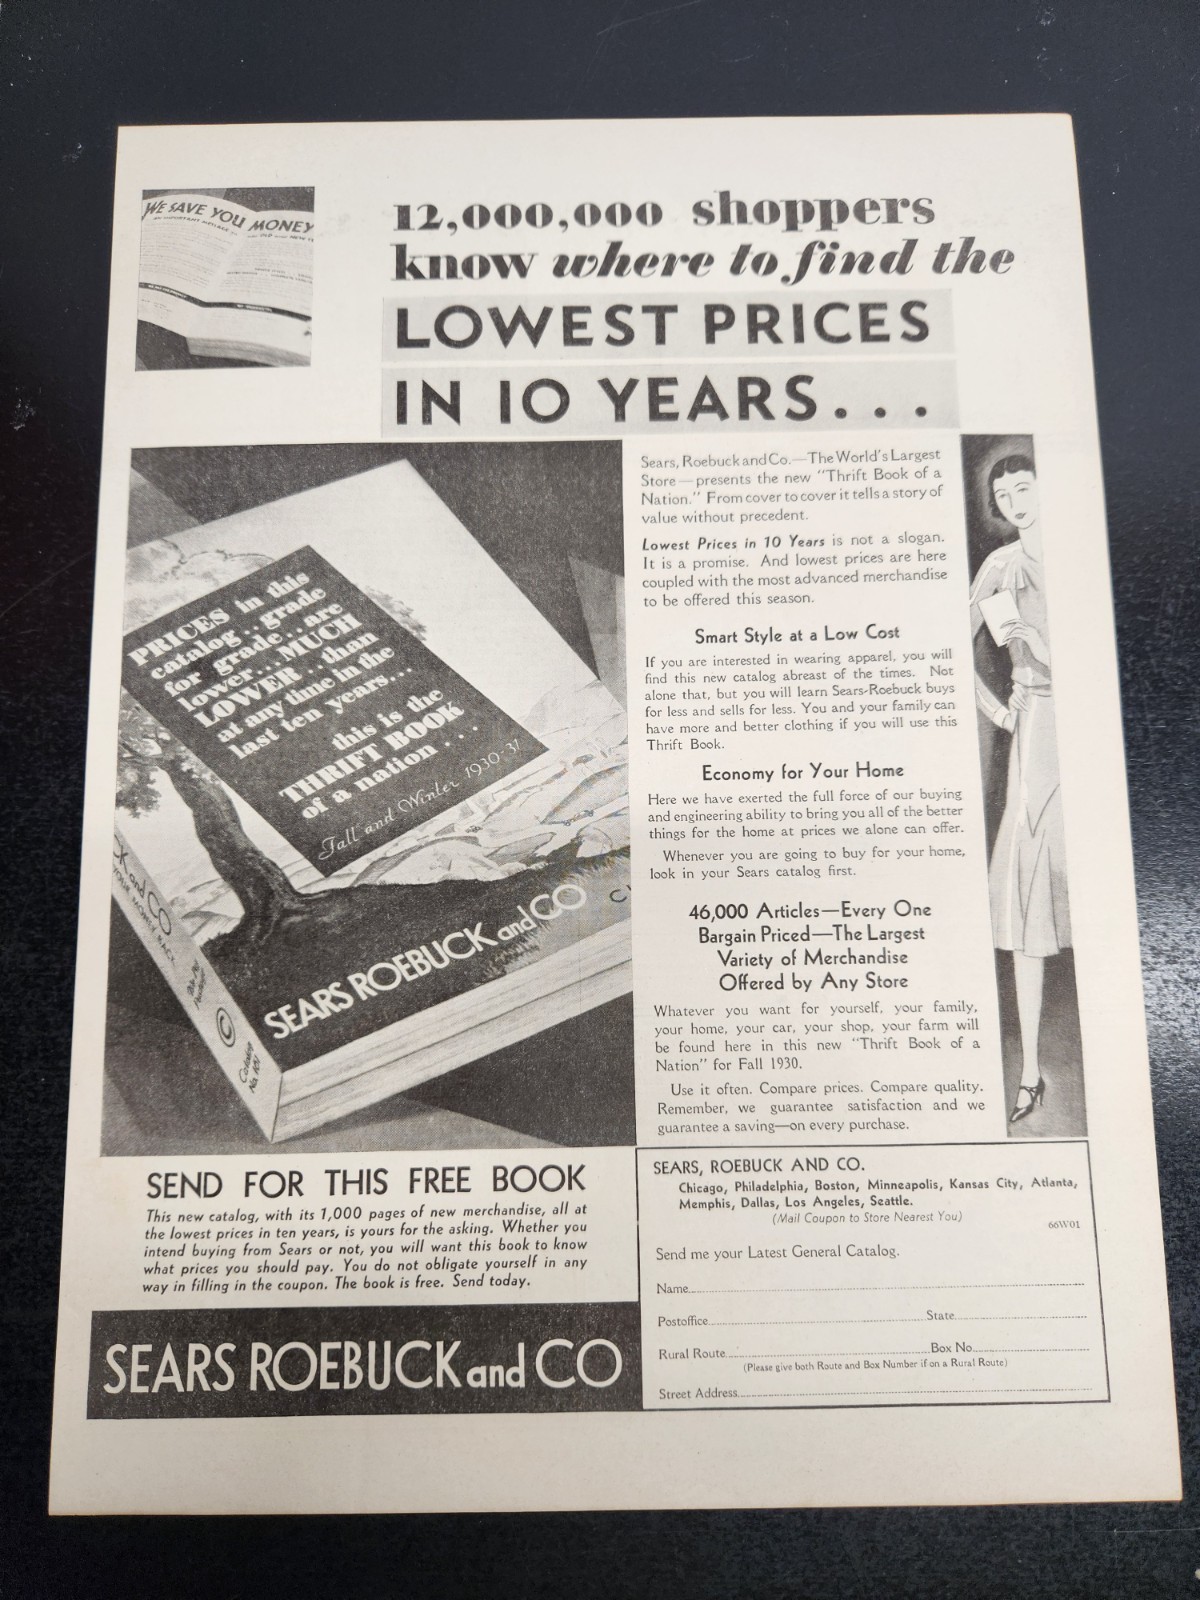 WE SAVE YOU MONEY
12,000,000 shoppers
know where to find the
LOWEST PRICES
IN 10 YEARS...
PRICES in this
catalog..grade
for grade...are
lower...MUCH
LOWER...than
at any time in the
last ten years...
this is the
THRIFT BOOK
of a nation...
Fall and Winter 1930-31
SEARS ROEBUCK and CO
and CO
YOUR MONEY BACK
©
Catalog
Sears, Roebuck and Co.—The World's Largest
Store—presents the new "Thrift Book of a
Nation." From cover to cover it tells a story of
value without precedent.
Lowest Prices in 10 Years is not a slogan.
It is a promise. And lowest prices are here
coupled with the most advanced merchandise
to be offered this season.
Smart Style at a Low Cost
If you are interested in wearing apparel, you will
find this new catalog abreast of the times. Not
alone that, but you will learn Sears-Roebuck buys
for less and sells for less. You and your family can
have more and better clothing if you will use this
Thrift Book.
Economy for Your Home
Here we have exerted the full force of our buying
and engineering ability to bring you all of the better
things for the home at prices we alone can offer.
Whenever you are going to buy for your home,
look in your Sears catalog first.
46,000 Articles—Every One
Bargain Priced—The Largest
Variety of Merchandise
Offered by Any Store
Whatever you want for yourself, your family,
your home, your car, your shop, your farm will
be found here in this new "Thrift Book of a
Nation" for Fall 1930.
Use it often. Compare prices. Compare quality.
Remember, we guarantee satisfaction and we
guarantee a saving—on every purchase.
SEND FOR THIS FREE BOOK
This new catalog, with its 1,000 pages of new merchandise, all at
the lowest prices in ten years, is yours for the asking. Whether you
intend buying from Sears or not, you will want this book to know
what prices you should pay. You do not obligate yourself in any
way in filling in the coupon. The book is free. Send today.
SEARS ROEBUCK and CO
SEARS, ROEBUCK AND CO.
Chicago, Philadelphia, Boston, Minneapolis, Kansas City, Atlanta,
Memphis, Dallas, Los Angeles, Seattle.
(Mail Coupon to Store Nearest You)
66W01
Send me your Latest General Catalog.
Name
Postoffice State
Rural Route Box No.
(Please give both Route and Box Number if on a Rural Route)
Street Address